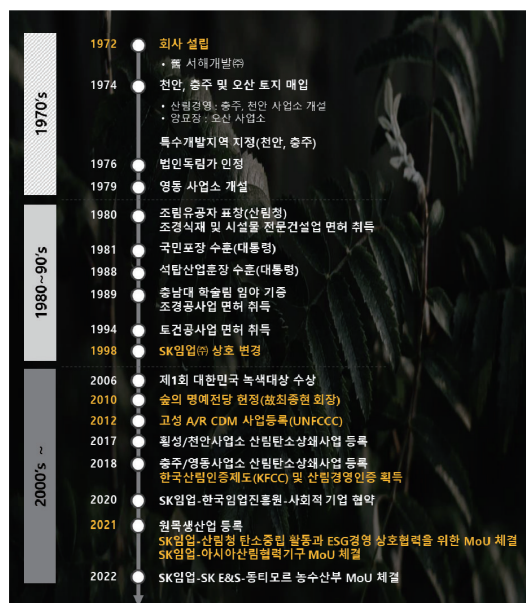 1970's
1972 회사 설립
• 舊 서해개발㈜
1974 천안, 충주 및 오산 토지 매입
• 산림경영 : 충주, 천안 사업소 개설
• 양묘장 : 오산 사업소
특수개발지역 지정(천안, 충주)
1976 법인독림가 인정
1979 영동 사업소 개설
1980~90's
1980 조림유공자 표창(산림청)
조경식재 및 시설물 전문건설업 면허 취득
1981 국민포장 수훈(대통령)
1988 석탑산업훈장 수훈(대통령)
1989 충남대 학술림 임야 기증
조경공사업 면허 취득
1994 토건공사업 면허 취득
1998 SK임업㈜ 상호 변경
2000's ~
2006 제1회 대한민국 녹색대상 수상
2010 숲의 명예전당 헌정(故최종현 회장)
2012 고성 A/R CDM 사업등록(UNFCCC)
2017 횡성/천안사업소 산림탄소상쇄사업 등록
2018 충주/영동사업소 산림탄소상쇄사업 등록
한국산림인증제도(KFCC) 및 산림경영인증 획득
2020 SK임업-한국임업진흥원-사회적 기업 협약
2021 원목생산업 등록
SK임업-산림청 탄소중립 활동과 ESG경영 상호협력을 위한 MoU 체결
SK임업-아시아산림협력기구 MoU 체결
2022 SK임업-SK E&S-동티모르 농수산부 MoU 체결